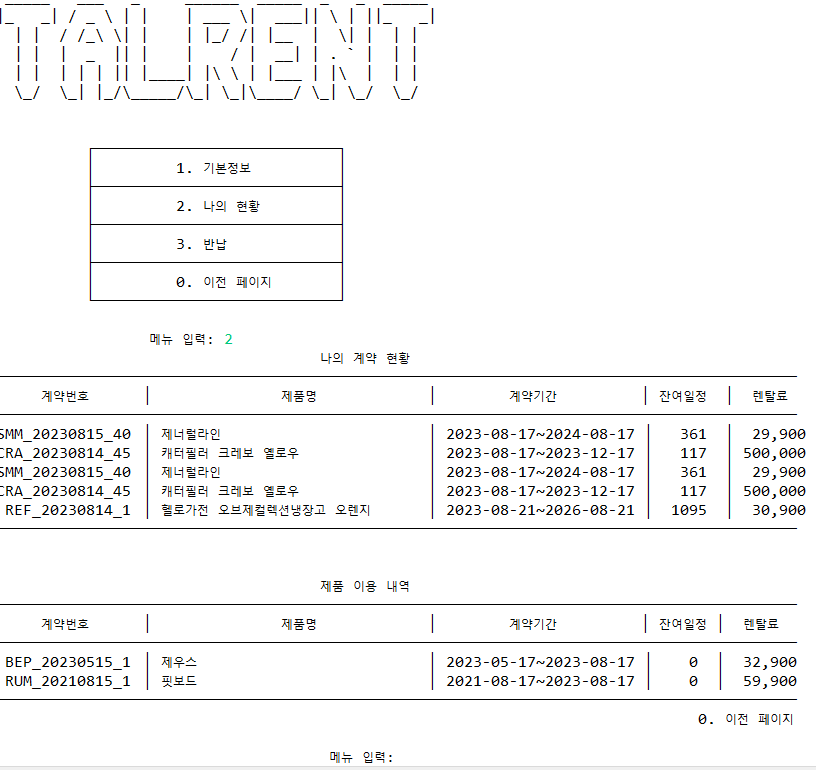 TALRENT
1. 기본정보
2. 나의 현황
3. 반납
0. 이전 페이지
메뉴 입력: 2
나의 계약 현황
계약번호 | 제품명 | 계약기간 | 잔여일정 | 렌탈료
SMM_20230815_40 | 제너럴라인 | 2023-08-17~2024-08-17 | 361 | 29,900
CRA_20230814_45 | 캐터필러 크레보 옐로우 | 2023-08-17~2023-12-17 | 117 | 500,000
SMM_20230815_40 | 제너럴라인 | 2023-08-17~2024-08-17 | 361 | 29,900
CRA_20230814_45 | 캐터필러 크레보 옐로우 | 2023-08-17~2023-12-17 | 117 | 500,000
REF_20230814_1 | 헬로가전 오브제컬렉션냉장고 오렌지 | 2023-08-21~2026-08-21 | 1095 | 30,900
제품 이용 내역
계약번호 | 제품명 | 계약기간 | 잔여일정 | 렌탈료
BEP_20230515_1 | 제우스 | 2023-05-17~2023-08-17 | 0 | 32,900
RUM_20210815_1 | 핏보드 | 2021-08-17~2023-08-17 | 0 | 59,900
0. 이전 페이지
메뉴 입력: